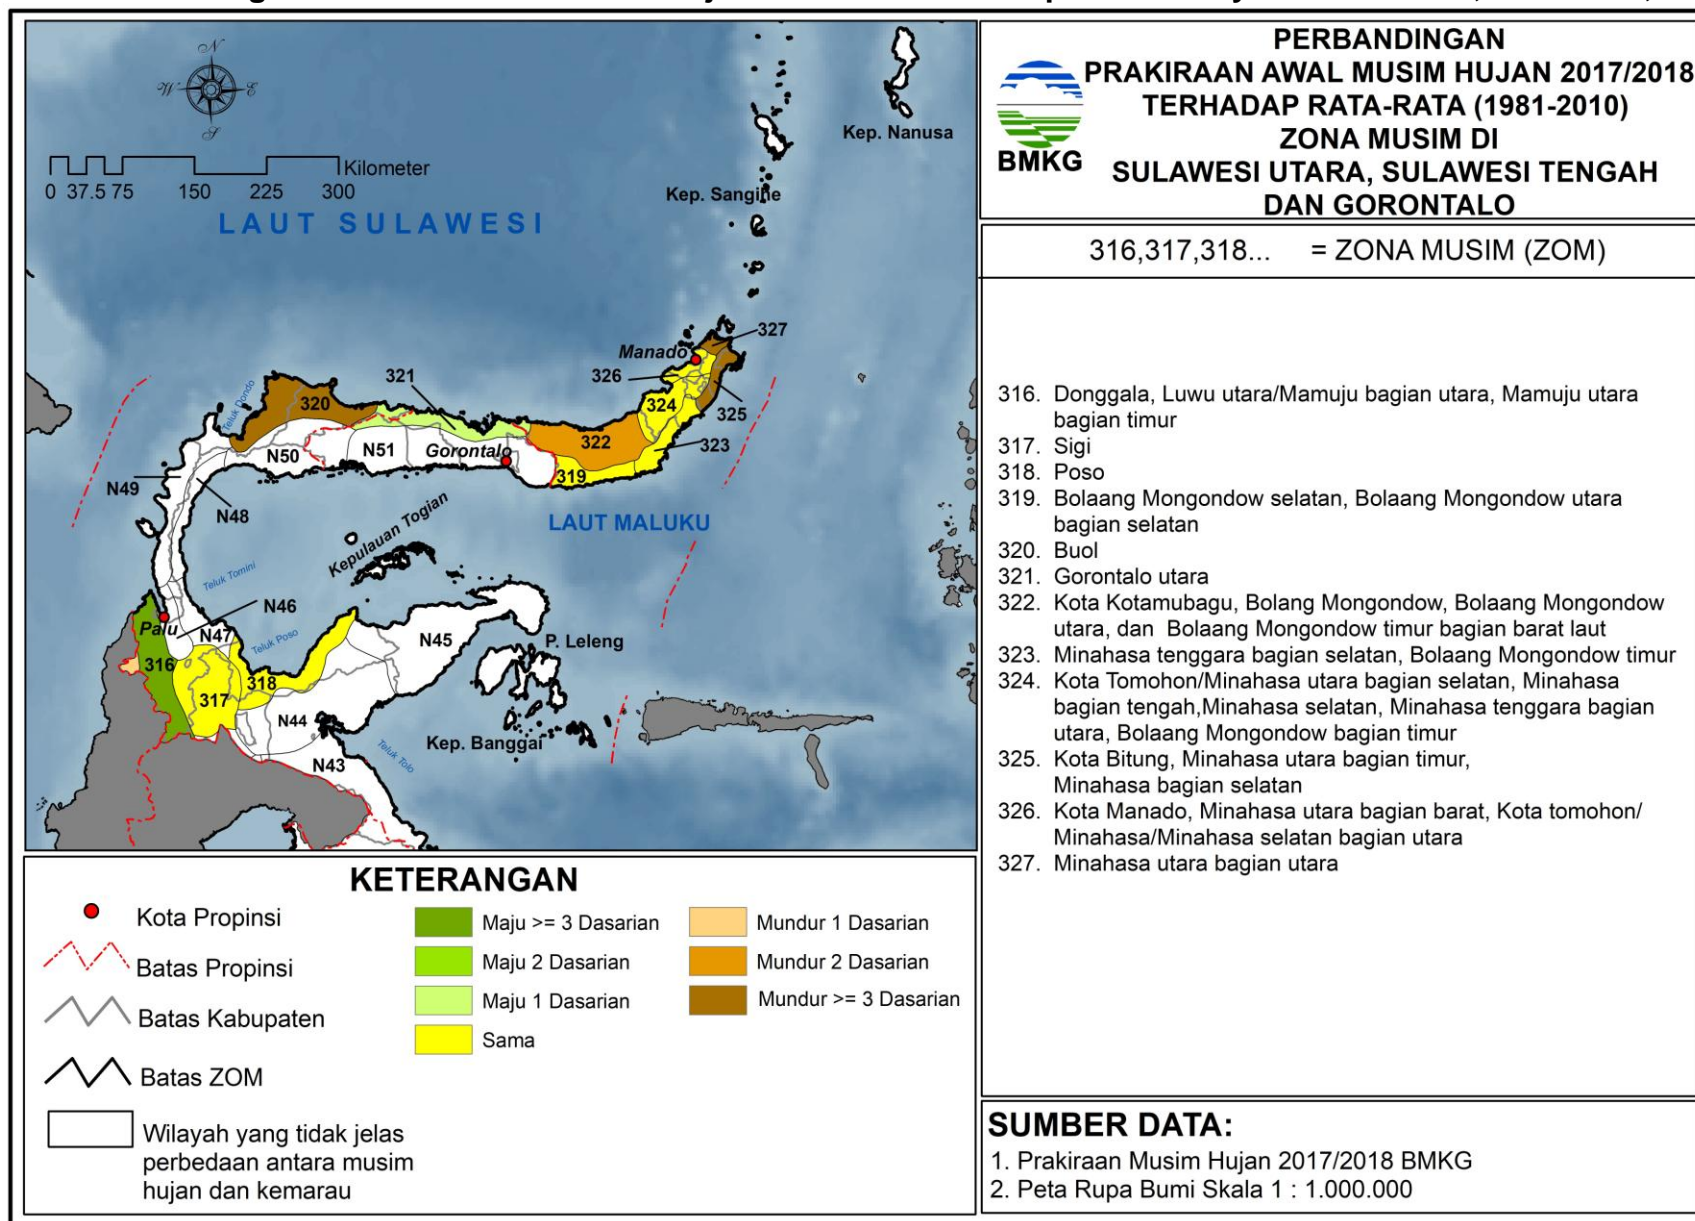 N
W
E
S
Kilometer
0 37.5 75 150 225 300
LAUT SULAWESI
Kep. Nanusa
Kep. Sangihe
327
Manado
326
321
324
325
320
Teluk Dondo
322
323
N50
N51
Gorontalo
319
N49
N48
LAUT MALUKU
Kepulauan Togian
Teluk Tomini
N46
Palu
N47
Teluk Poso
N45
P. Leleng
316
317
318
N44
Kep. Banggai
Teluk Tolo
N43
PERBANDINGAN
PRAKIRAAN AWAL MUSIM HUJAN 2017/2018
TERHADAP RATA-RATA (1981-2010)
ZONA MUSIM DI
SULAWESI UTARA, SULAWESI TENGAH
DAN GORONTALO
BMKG
316,317,318... = ZONA MUSIM (ZOM)
316. Donggala, Luwu utara/Mamuju bagian utara, Mamuju utara
bagian timur
317. Sigi
318. Poso
319. Bolaang Mongondow selatan, Bolaang Mongondow utara
bagian selatan
320. Buol
321. Gorontalo utara
322. Kota Kotamubagu, Bolang Mongondow, Bolaang Mongondow
utara, dan Bolaang Mongondow timur bagian barat laut
323. Minahasa tenggara bagian selatan, Bolaang Mongondow timur
324. Kota Tomohon/Minahasa utara bagian selatan, Minahasa
bagian tengah,Minahasa selatan, Minahasa tenggara bagian
utara, Bolaang Mongondow bagian timur
325. Kota Bitung, Minahasa utara bagian timur,
Minahasa bagian selatan
326. Kota Manado, Minahasa utara bagian barat, Kota tomohon/
Minahasa/Minahasa selatan bagian utara
327. Minahasa utara bagian utara
KETERANGAN
Kota Propinsi
Batas Propinsi
Batas Kabupaten
Batas ZOM
Wilayah yang tidak jelas
perbedaan antara musim
hujan dan kemarau
Maju >= 3 Dasarian
Maju 2 Dasarian
Maju 1 Dasarian
Sama
Mundur 1 Dasarian
Mundur 2 Dasarian
Mundur >= 3 Dasarian
SUMBER DATA:
1. Prakiraan Musim Hujan 2017/2018 BMKG
2. Peta Rupa Bumi Skala 1 : 1.000.000